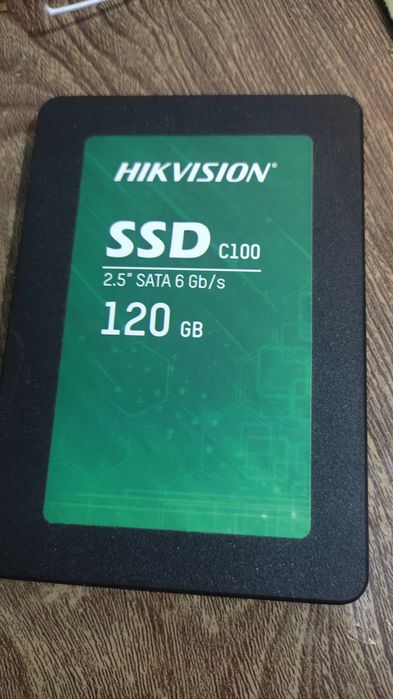 HIKVISION®
SSD C100
2.5" SATA 6 Gb/s
120 GB